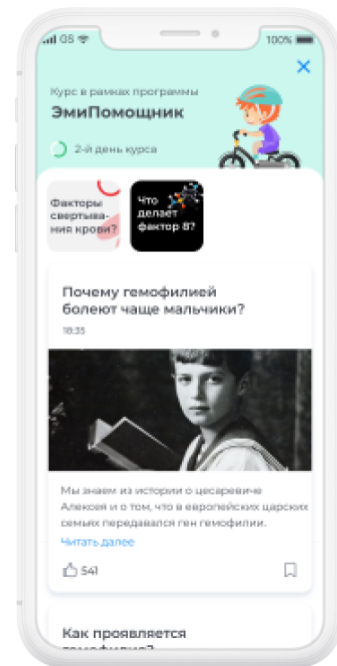 GS
100%
Курс в рамках программы
ЭмиПомощник
2-й день курса
Факторы
свертыва-
ния крови?
Что
делает
фактор 8?
Почему гемофилией
болеют чаще мальчики?
18:35
Мы знаем из истории о цесаревиче
Алексея и о том, что в европейских царских
семьях передавался ген гемофилии.
Читать далее
541
Как проявляется
гемофилия?